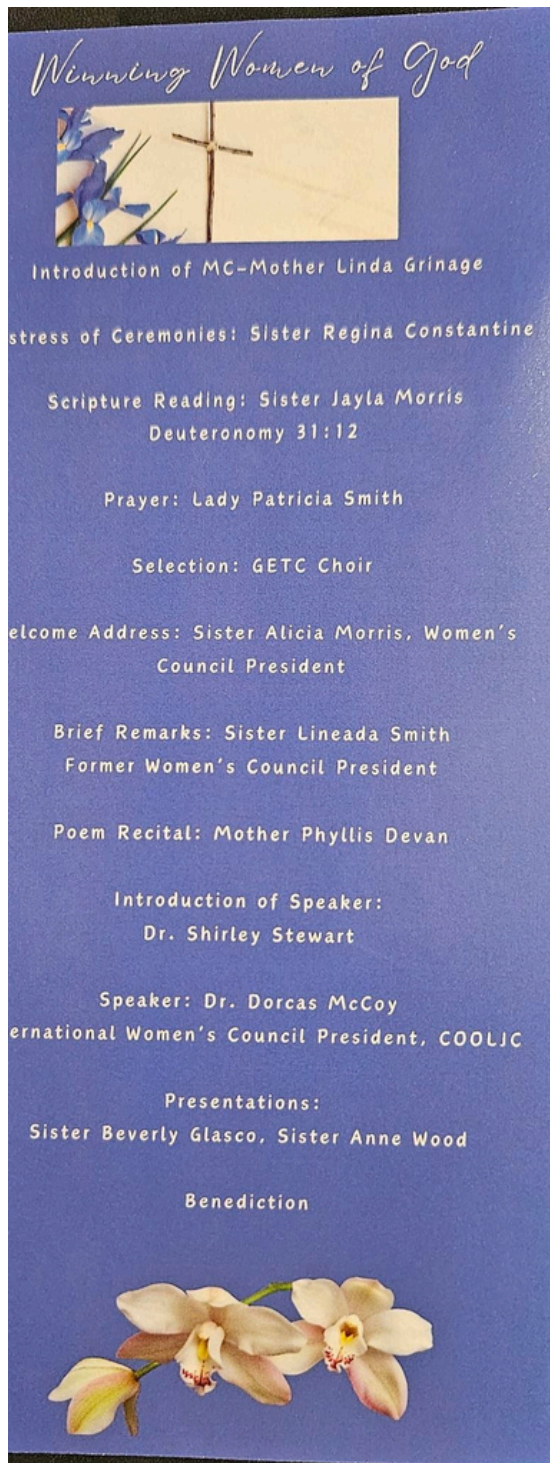 Winning Women of God
Introduction of MC-Mother Linda Grinage
stress of Ceremonies: Sister Regina Constantine
Scripture Reading: Sister Jayla Morris
Deuteronomy 31:12
Prayer: Lady Patricia Smith
Selection: GETC Choir
elcome Address: Sister Alicia Morris, Women's
Council President
Brief Remarks: Sister Lineada Smith
Former Women's Council President
Poem Recital: Mother Phyllis Devan
Introduction of Speaker:
Dr. Shirley Stewart
Speaker: Dr. Dorcas McCoy
ernational Women's Council President, COOLJC
Presentations:
Sister Beverly Glasco, Sister Anne Wood
Benediction